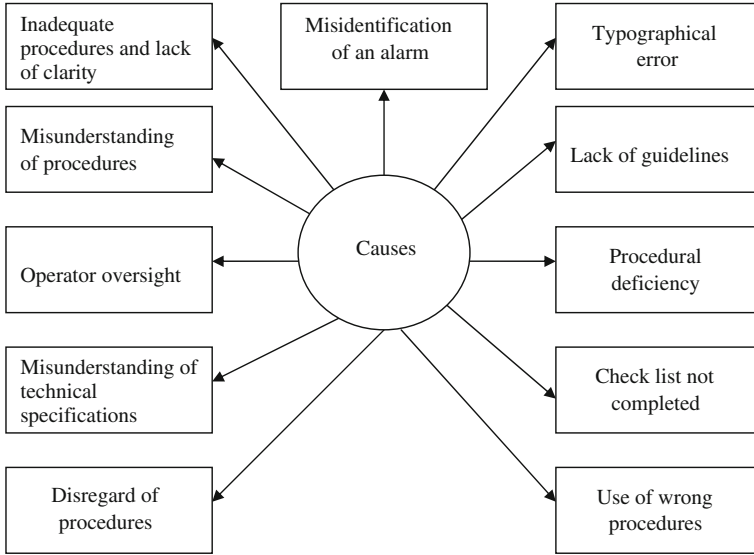 Inadequate
procedures and lack
of clarity
Misidentification
of an alarm
Typographical
error
Misunderstanding
of procedures
Lack of guidelines
Causes
Operator oversight
Procedural
deficiency
Misunderstanding of
technical
specifications
Check list not
completed
Disregard of
procedures
Use of wrong
procedures